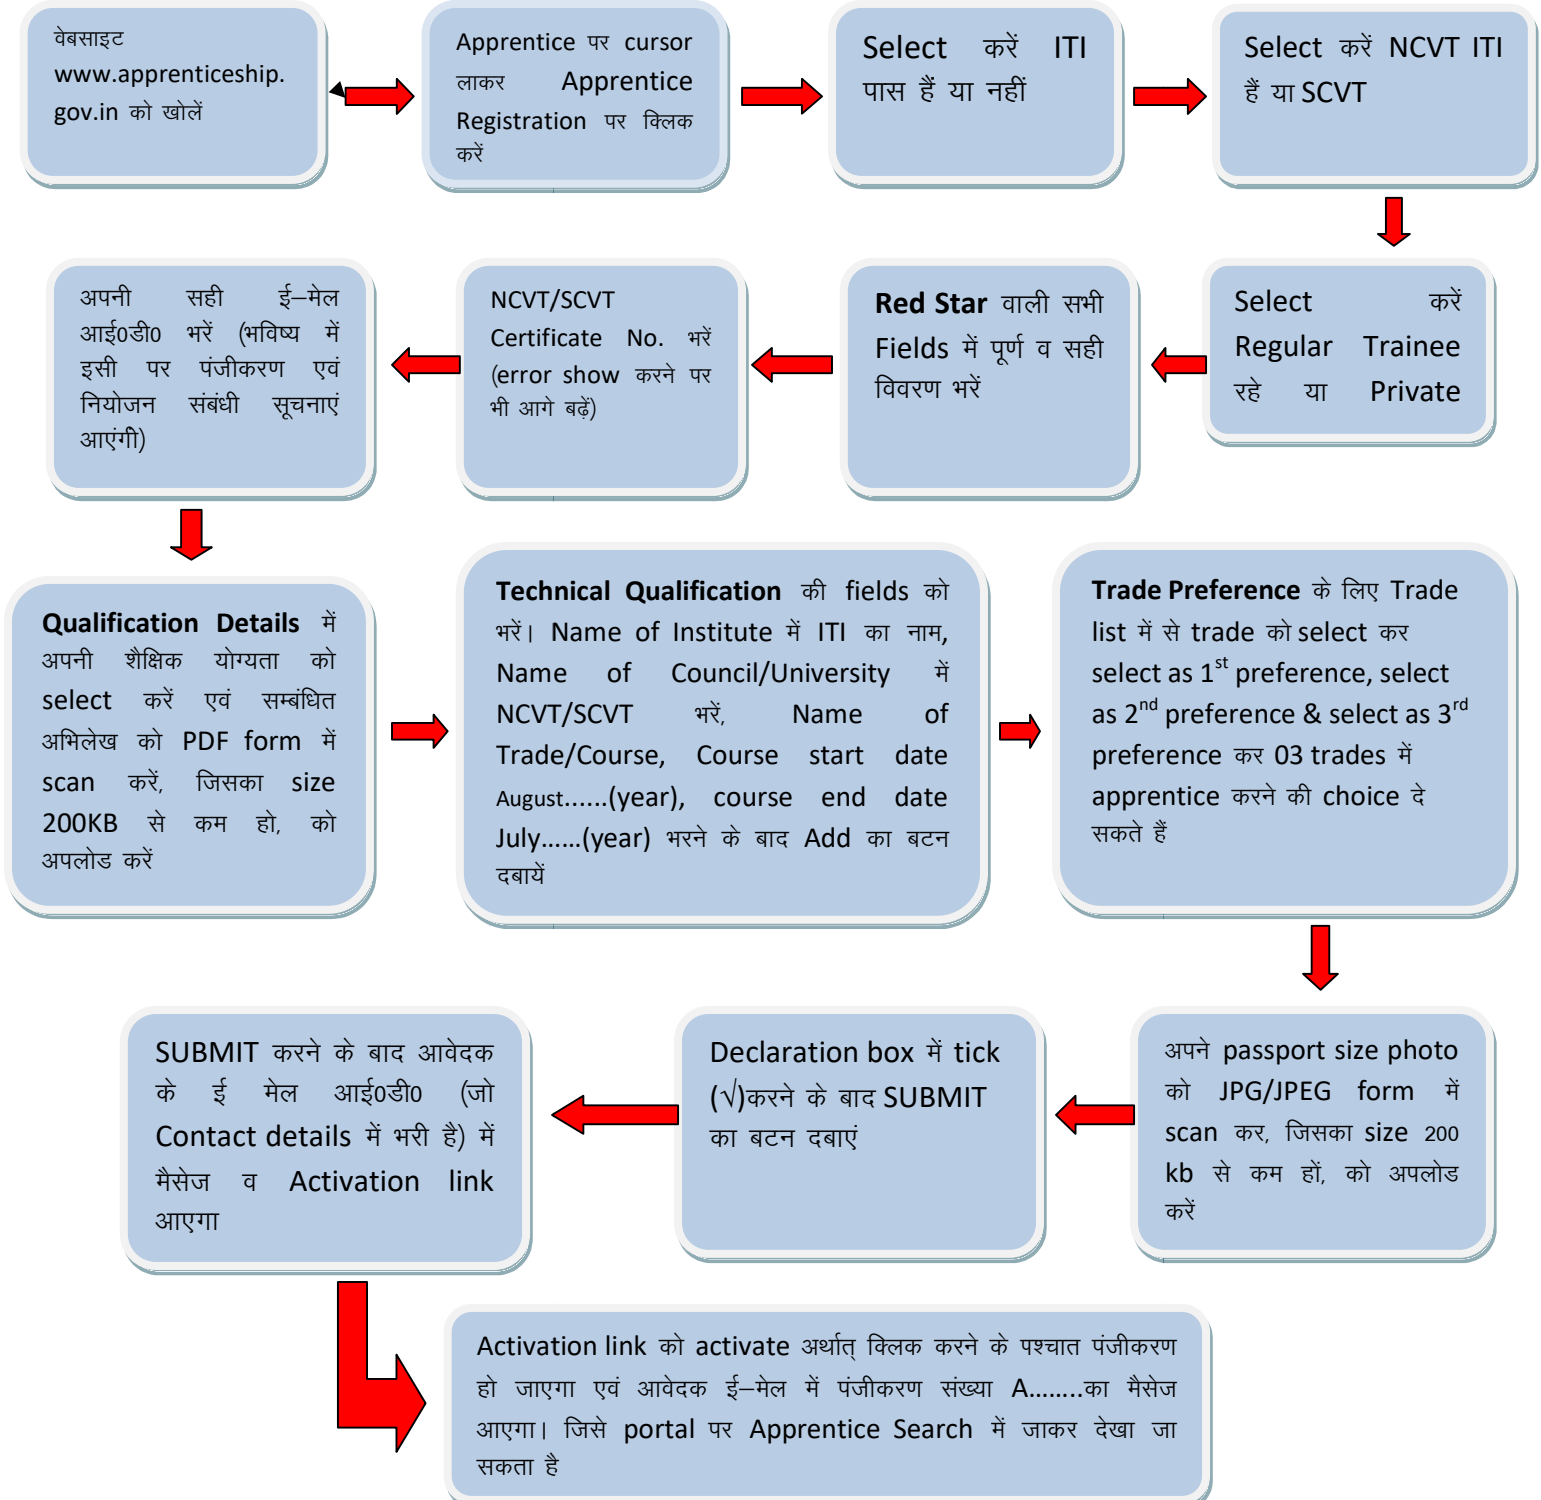 वेबसाइट
www.apprenticeship.
gov.in को खोलें
Apprentice पर cursor
लाकर Apprentice
Registration पर क्लिक
करें
Select करें ITI
पास हैं या नहीं
Select करें NCVT ITI
हैं या SCVT
Select करें
Regular Trainee
रहे या Private
Red Star वाली सभी
Fields में पूर्ण व सही
विवरण भरें
NCVT/SCVT
Certificate No. भरें
(error show करने पर
भी आगे बढ़ें)
अपनी सही ई–मेल
आई0डी0 भरें (भविष्य में
इसी पर पंजीकरण एवं
नियोजन संबंधी सूचनाएं
आएंगी)
Qualification Details में
अपनी शैक्षिक योग्यता को
select करें एवं सम्बंधित
अभिलेख को PDF form में
scan करें, जिसका size
200KB से कम हो, को
अपलोड करें
Technical Qualification की fields को
भरें। Name of Institute में ITI का नाम,
Name of Council/University में
NCVT/SCVT भरें, Name of
Trade/Course, Course start date
August......(year), course end date
July......(year) भरने के बाद Add का बटन
दबायें
Trade Preference के लिए Trade
list में से trade को select कर
select as 1st preference, select
as 2nd preference & select as 3rd
preference कर 03 trades में
apprentice करने की choice दे
सकते हैं
अपने passport size photo
को JPG/JPEG form में
scan कर, जिसका size 200
kb से कम हों, को अपलोड
करें
Declaration box में tick
(√)करने के बाद SUBMIT
का बटन दबाएं
SUBMIT करने के बाद आवेदक
के ई मेल आई0डी0 (जो
Contact details में भरी है) में
मैसेज व Activation link
आएगा
Activation link को activate अर्थात् क्लिक करने के पश्चात पंजीकरण
हो जाएगा एवं आवेदक ई–मेल में पंजीकरण संख्या A........का मैसेज
आएगा। जिसे portal पर Apprentice Search में जाकर देखा जा
सकता है